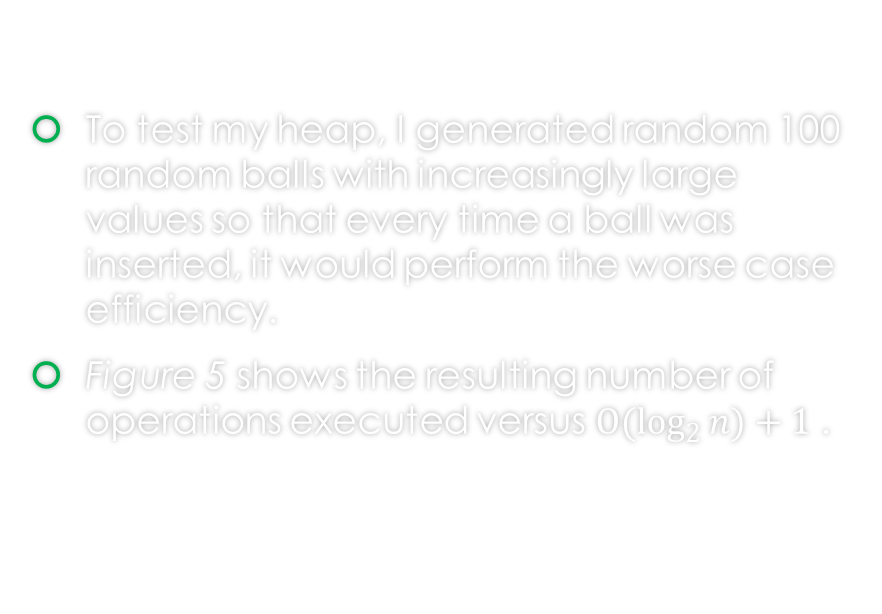 To test my heap, I generated random 100
random balls with increasingly large
values so that every time a ball was
inserted, it would perform the worse case
efficiency.
Figure 5 shows the resulting number of
operations executed versus 0(log₂ n) + 1 .